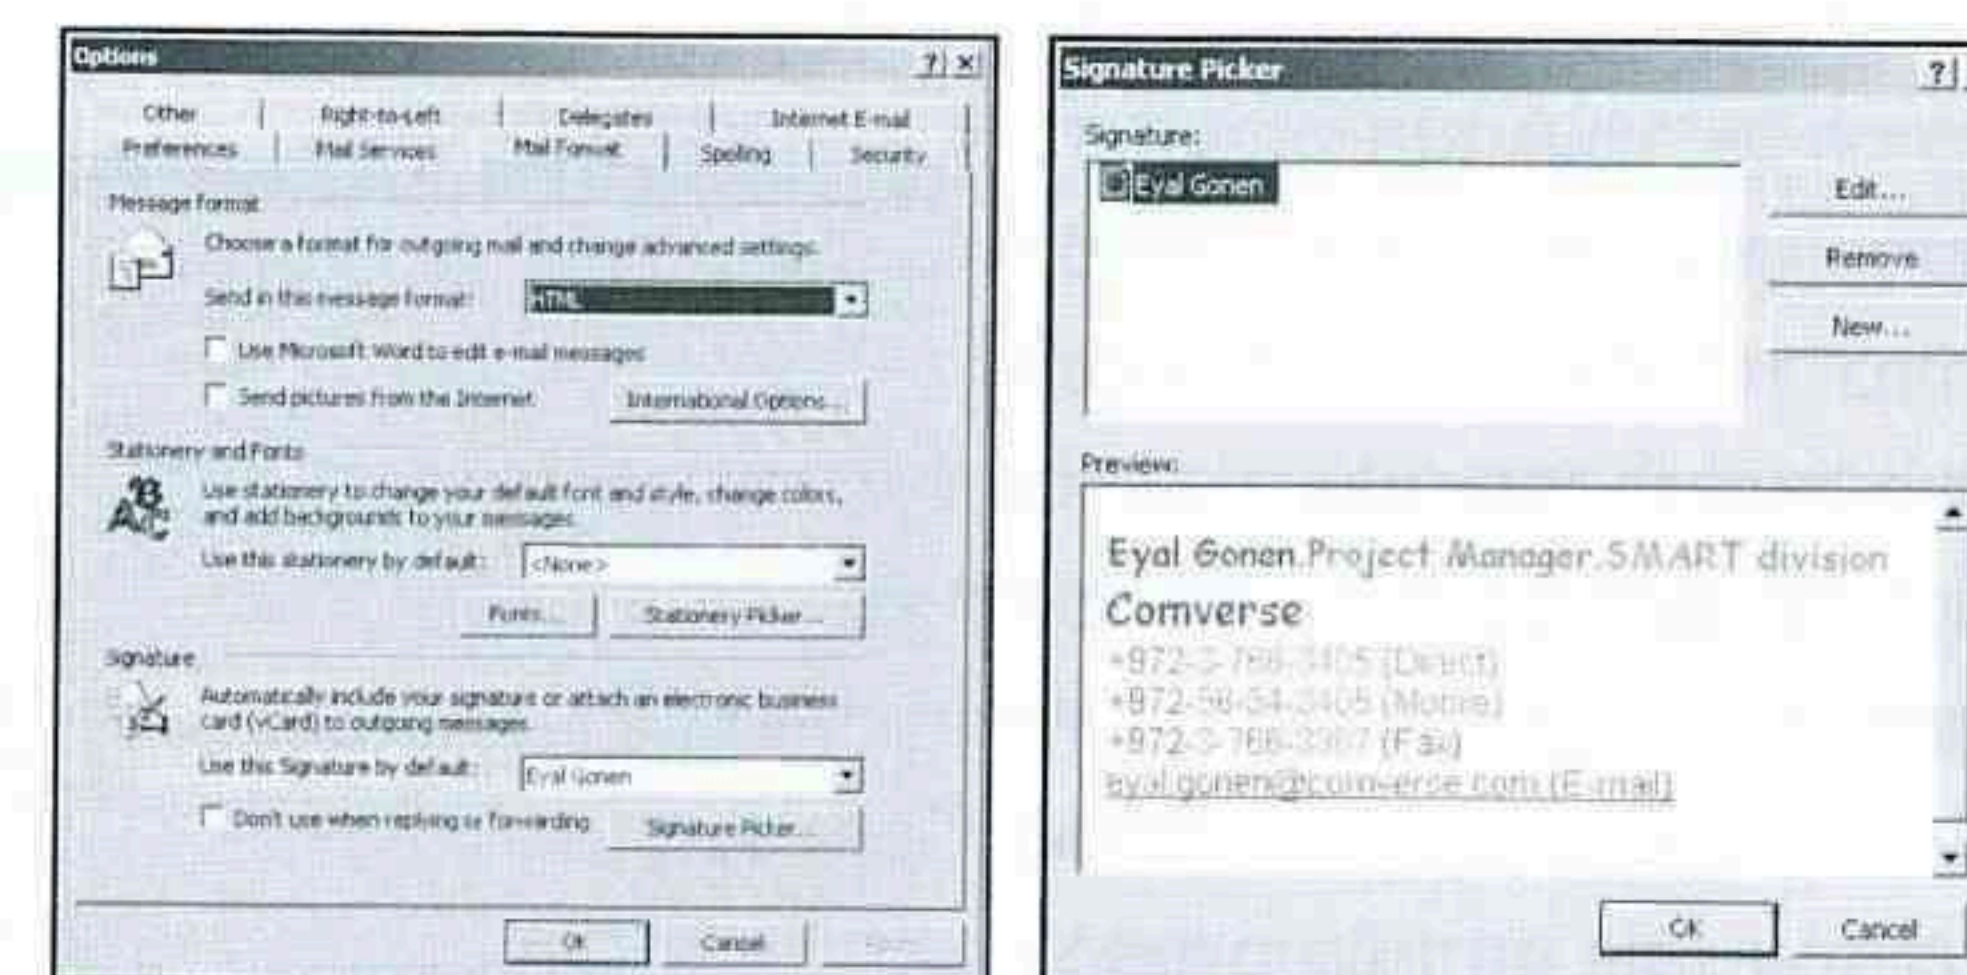 Options
Other
Right-to-Left
Delegates
Internet E-mail
Preferences
Mail Services
Mail Format
Spelling
Security
Message format
Choose a format for outgoing mail and change advanced settings.
Send in this message format:
HTML
Use Microsoft Word to edit e-mail messages
Send pictures from the Internet
International Options...
Stationery and Fonts
Use stationery to change your default font and style, change colors,
and add backgrounds to your messages.
Use this stationery by default:
<None>
Fonts...
Stationery Picker...
Signature
Automatically include your signature or attach an electronic business
card (vCard) to outgoing messages.
Use this Signature by default:
Eyal Gonen
Don't use when replying or forwarding
Signature Picker...
OK
Cancel
Signature Picker
Signature:
Eyal Gonen
Edit...
Remove
New...
Preview:
Eyal Gonen.Project Manager.SMART division
Comverse
(Direct)
(Mobile)
(Fax)
(E-mail)
OK
Cancel